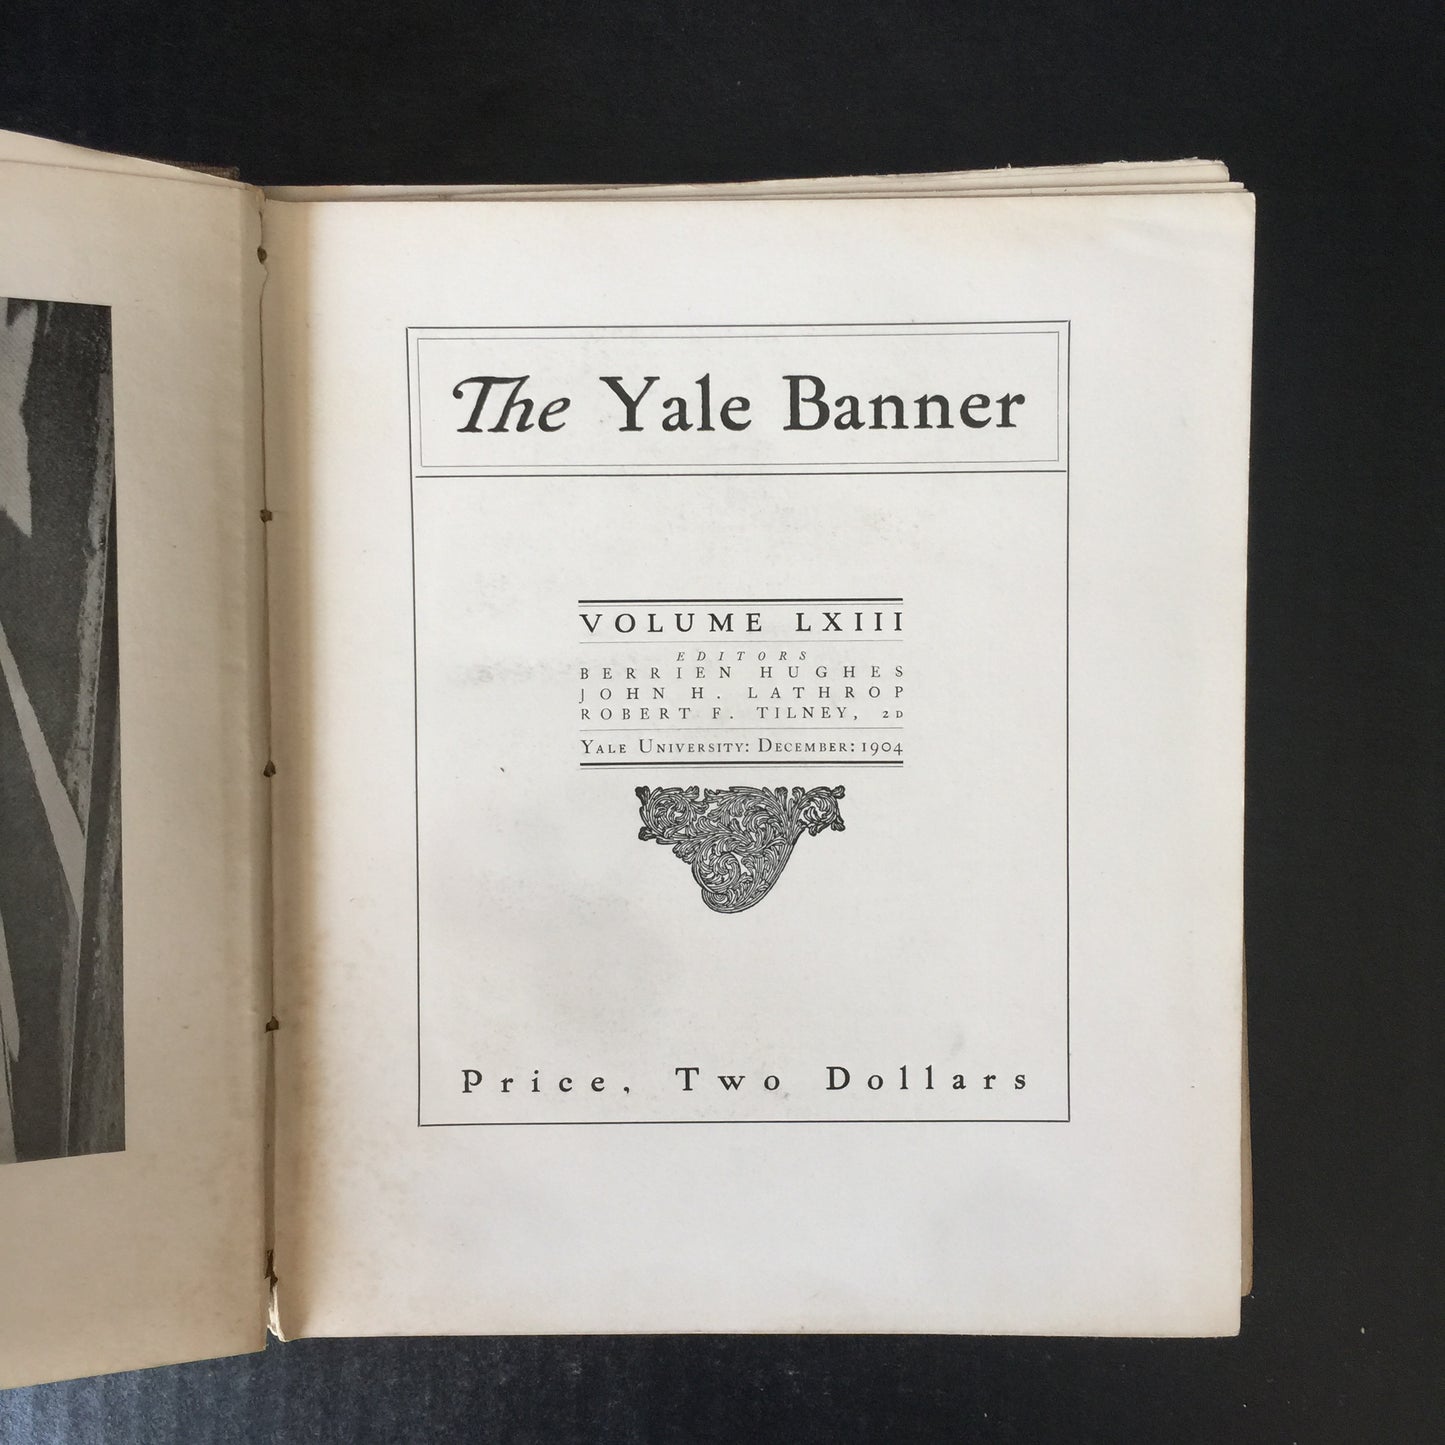 The Yale Banner
VOLUME LXIII
EDITORS
BERRIEN HUGHES
JOHN H. LATHROP
ROBERT F. TILNEY, 2D
YALE UNIVERSITY: DECEMBER: 1904
Price, Two Dollars